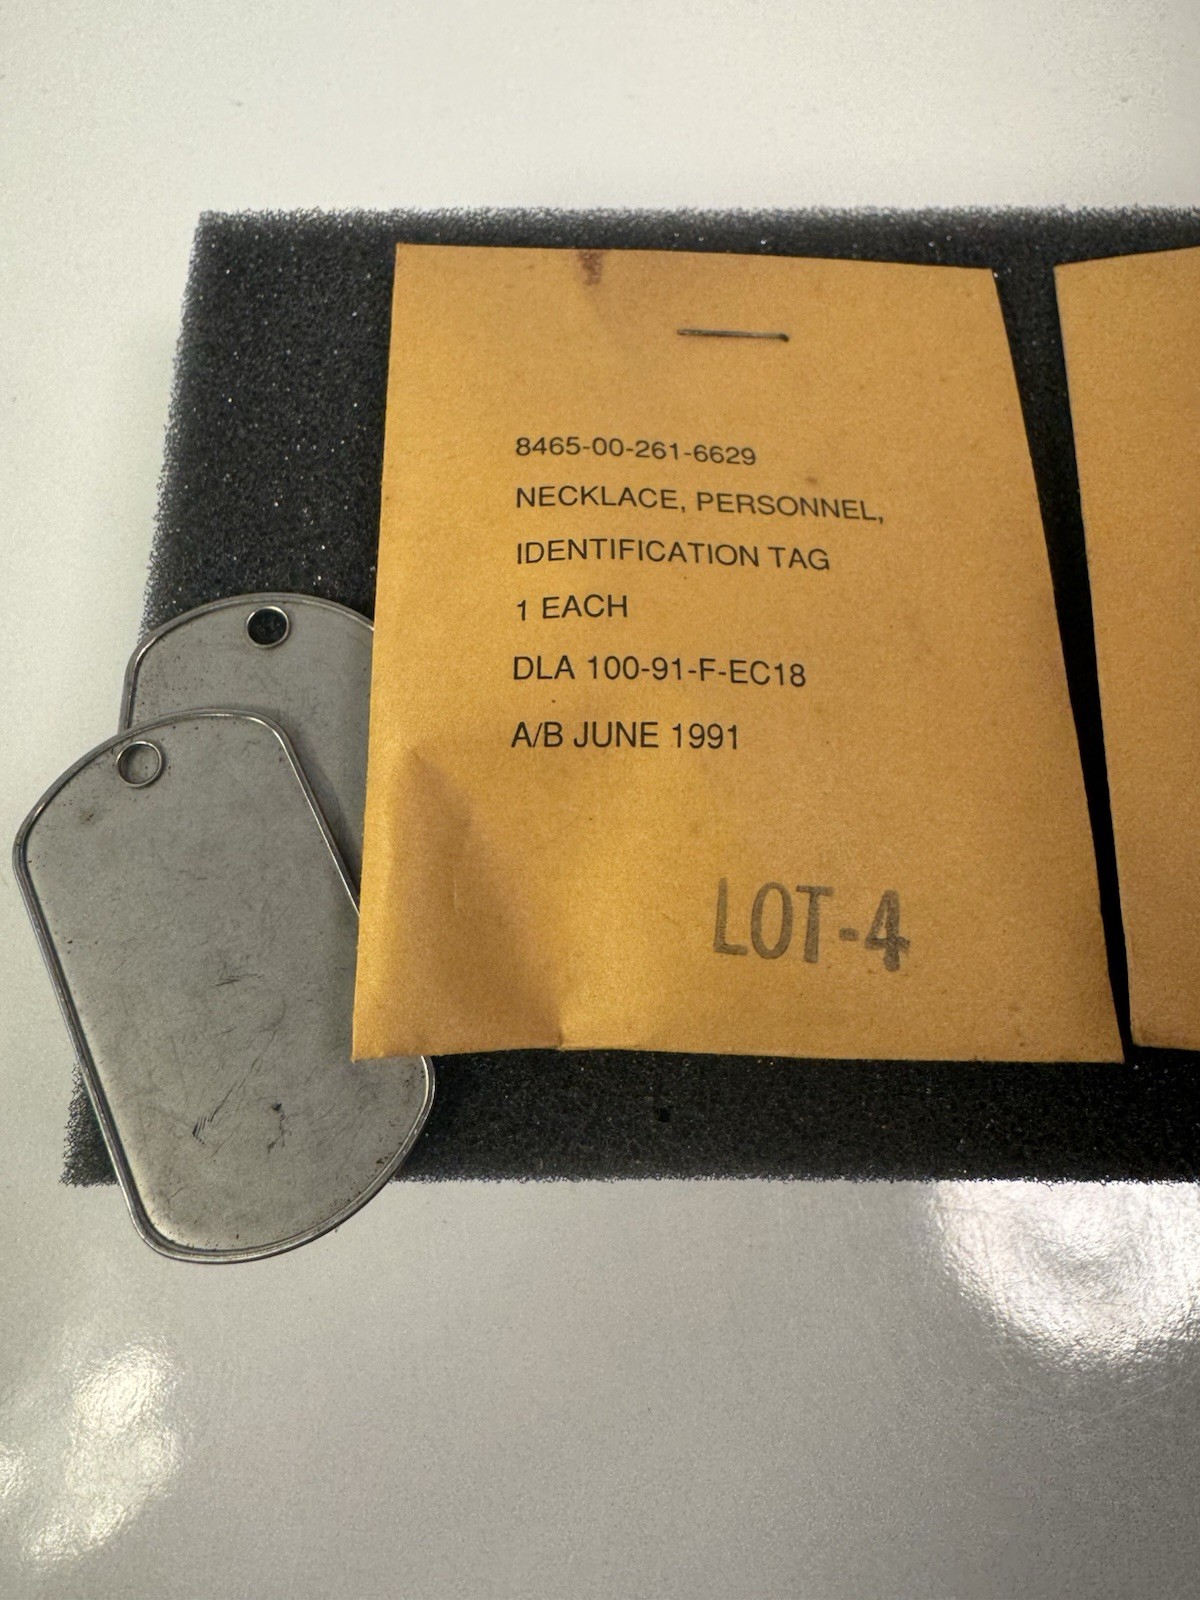 8465-00-261-6629
NECKLACE, PERSONNEL,
IDENTIFICATION TAG
1 EACH
DLA 100-91-F-EC18
A/B JUNE 1991
LOT-4